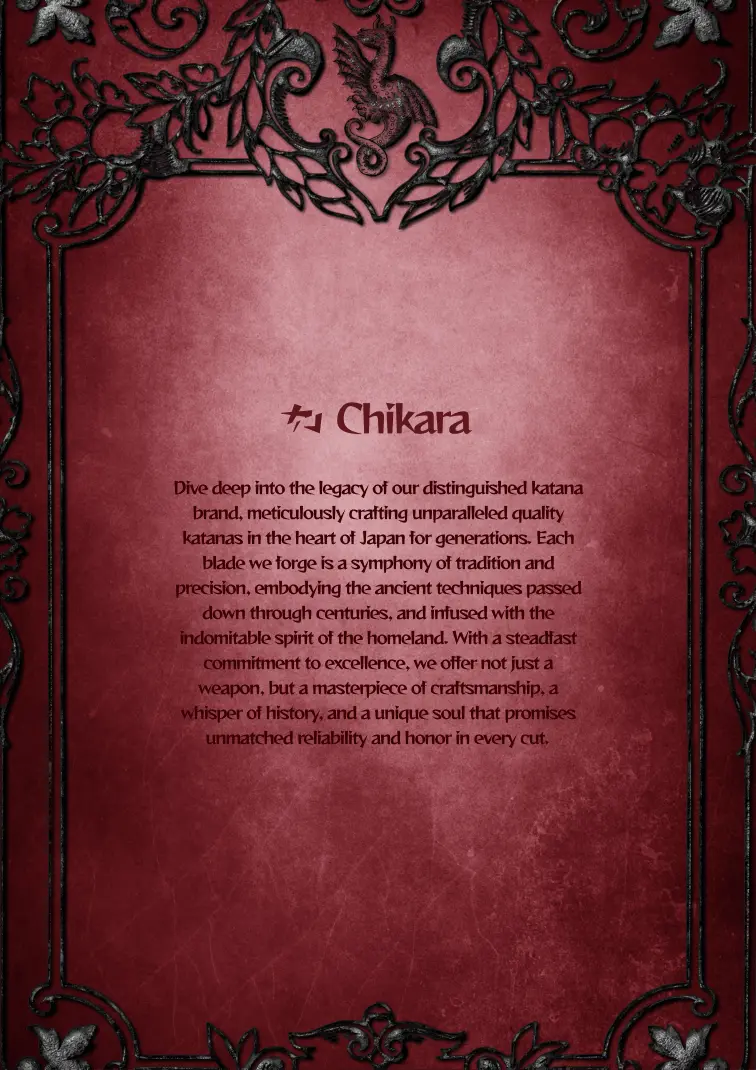 Chikara
Dive deep into the legacy of our distinguished katana
brand, meticulously crafting unparalleled quality
katanas in the heart of Japan for generations. Each
blade we forge is a symphony of tradition and
precision, embodying the ancient techniques passed
down through centuries, and infused with the
indomitable spirit of the homeland. With a steadfast
commitment to excellence, we offer not just a
weapon, but a masterpiece of craftsmanship, a
whisper of history, and a unique soul that promises
unmatched reliability and honor in every cut.